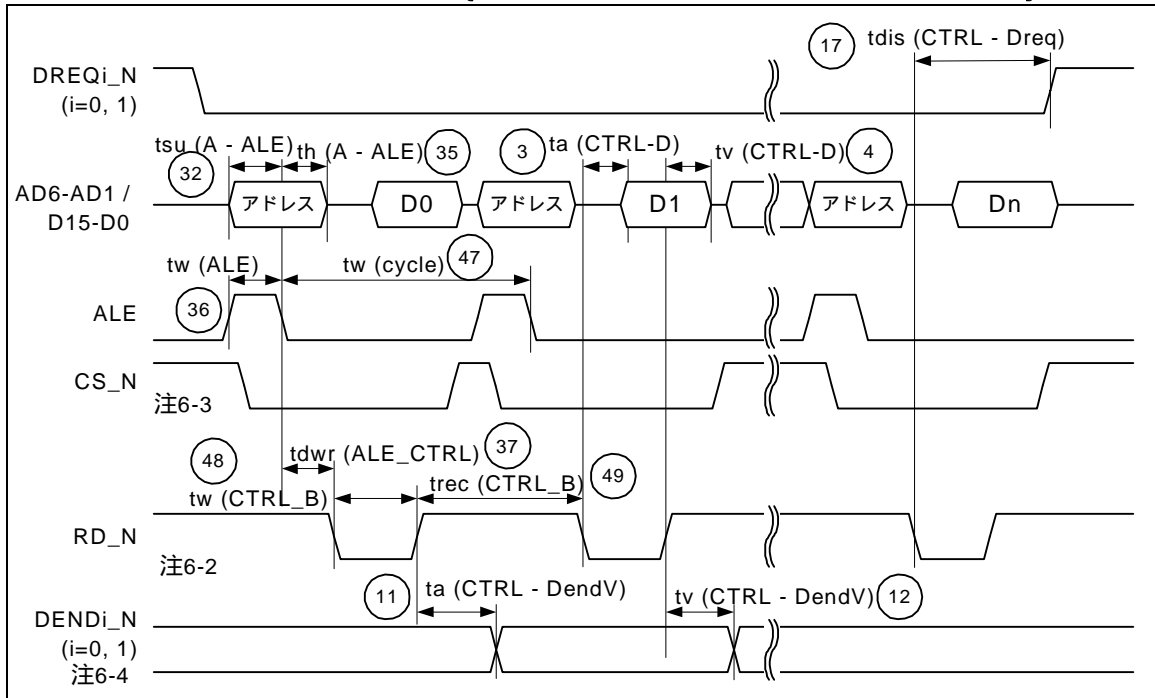 17 tdis (CTRL - Dreq)
DREQi_N
(i=0, 1)
tsu (A - ALE) th (A - ALE) 35 3 ta (CTRL-D) tv (CTRL-D) 4
32
AD6-AD1 /
D15-D0
アドレス D0 アドレス D1 アドレス Dn
tw (ALE) tw (cycle) 47
ALE 36
CS_N
注6-3
48 tdwr (ALE_CTRL) 37
tw (CTRL_B) trec (CTRL_B) 49
RD_N
注6-2
11 ta (CTRL - DendV) tv (CTRL - DendV) 12
DENDi_N
(i=0, 1)
注6-4